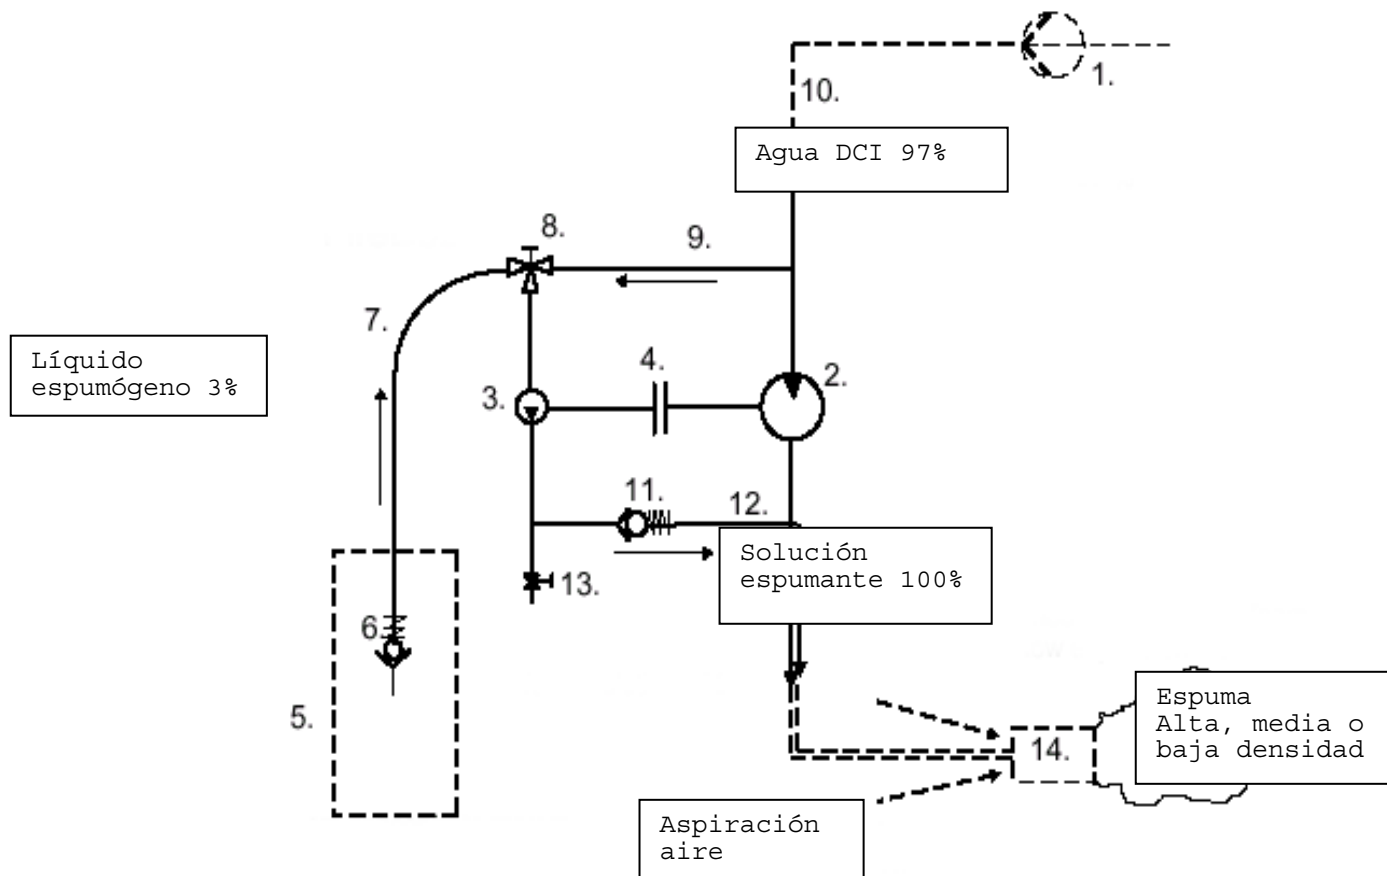 1.
10.
Agua DCI 97%
8.
9.
7.
Líquido
espumógeno 3%
4.
2.
3.
11.
12.
Solución
espumante 100%
13.
6.
5.
Espuma
Alta, media o
baja densidad
14.
Aspiración
aire